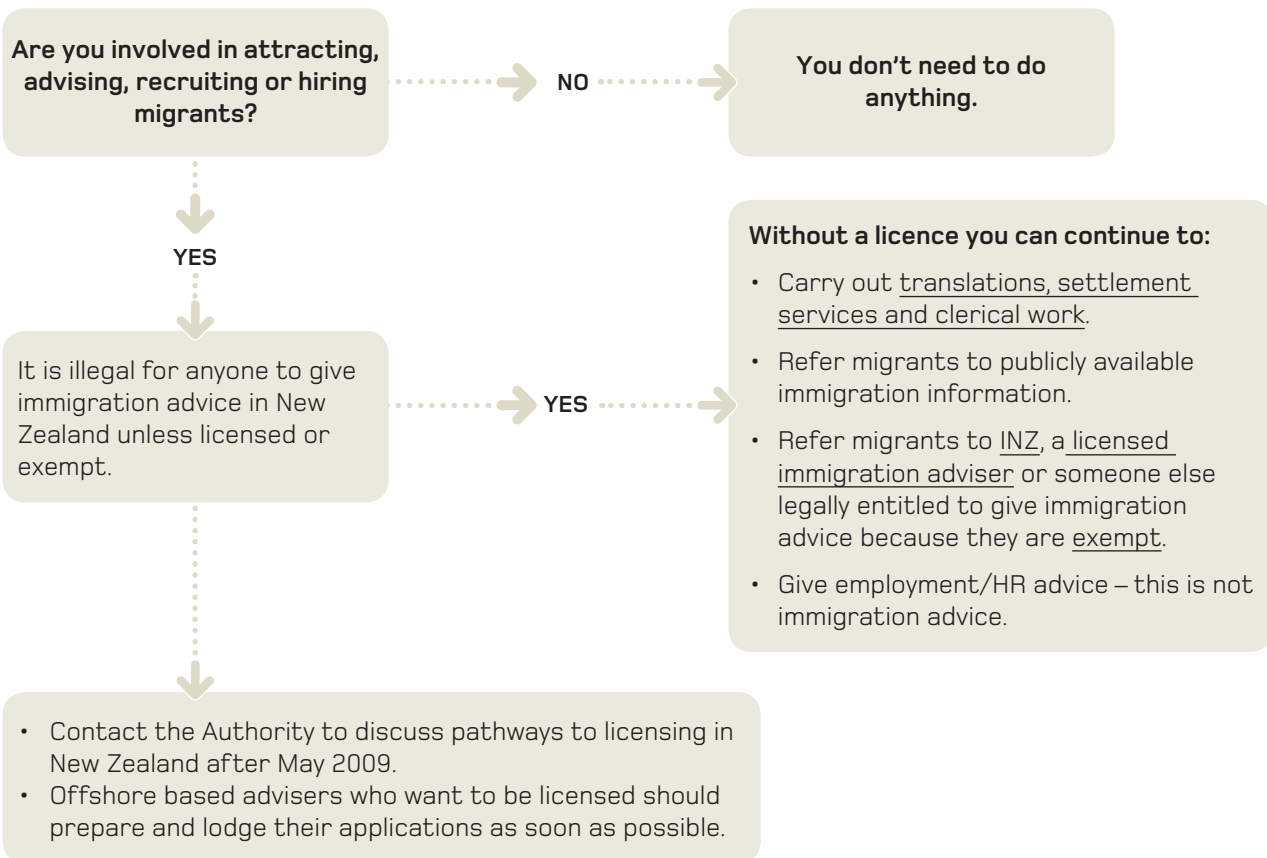 Are you involved in attracting,
advising, recruiting or hiring
migrants?
NO
You don't need to do
anything.
YES
It is illegal for anyone to give
immigration advice in New
Zealand unless licensed or
exempt.
YES
Without a licence you can continue to:
• Carry out translations, settlement
services and clerical work.
• Refer migrants to publicly available
immigration information.
• Refer migrants to INZ, a licensed
immigration adviser or someone else
legally entitled to give immigration
advice because they are exempt.
• Give employment/HR advice – this is not
immigration advice.
• Contact the Authority to discuss pathways to licensing in
New Zealand after May 2009.
• Offshore based advisers who want to be licensed should
prepare and lodge their applications as soon as possible.